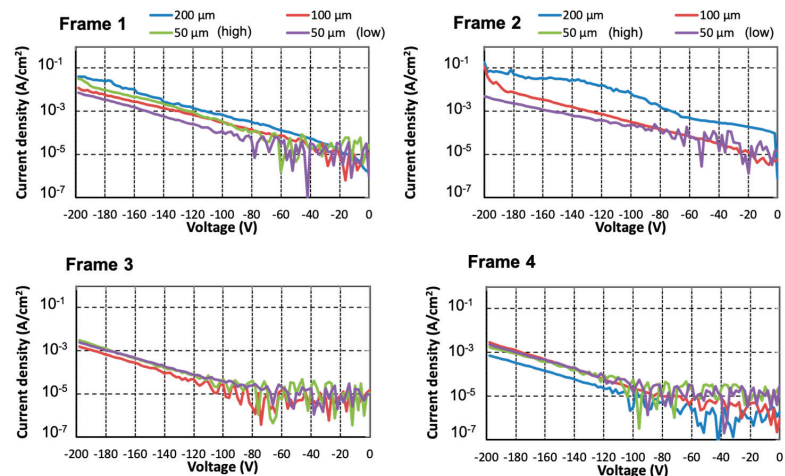 Frame 1
200 μm
100 μm
50 μm (high)
50 μm (low)
Current density (A/cm²)
10⁻¹
10⁻³
10⁻⁵
10⁻⁷
-200 -180 -160 -140 -120 -100 -80 -60 -40 -20 0
Voltage (V)
Frame 2
200 μm
100 μm
50 μm (high)
50 μm (low)
Current density (A/cm²)
10⁻¹
10⁻³
10⁻⁵
10⁻⁷
-200 -180 -160 -140 -120 -100 -80 -60 -40 -20 0
Voltage (V)
Frame 3
Current density (A/cm²)
10⁻¹
10⁻³
10⁻⁵
10⁻⁷
-200 -180 -160 -140 -120 -100 -80 -60 -40 -20 0
Voltage (V)
Frame 4
Current density (A/cm²)
10⁻¹
10⁻³
10⁻⁵
10⁻⁷
-200 -180 -160 -140 -120 -100 -80 -60 -40 -20 0
Voltage (V)